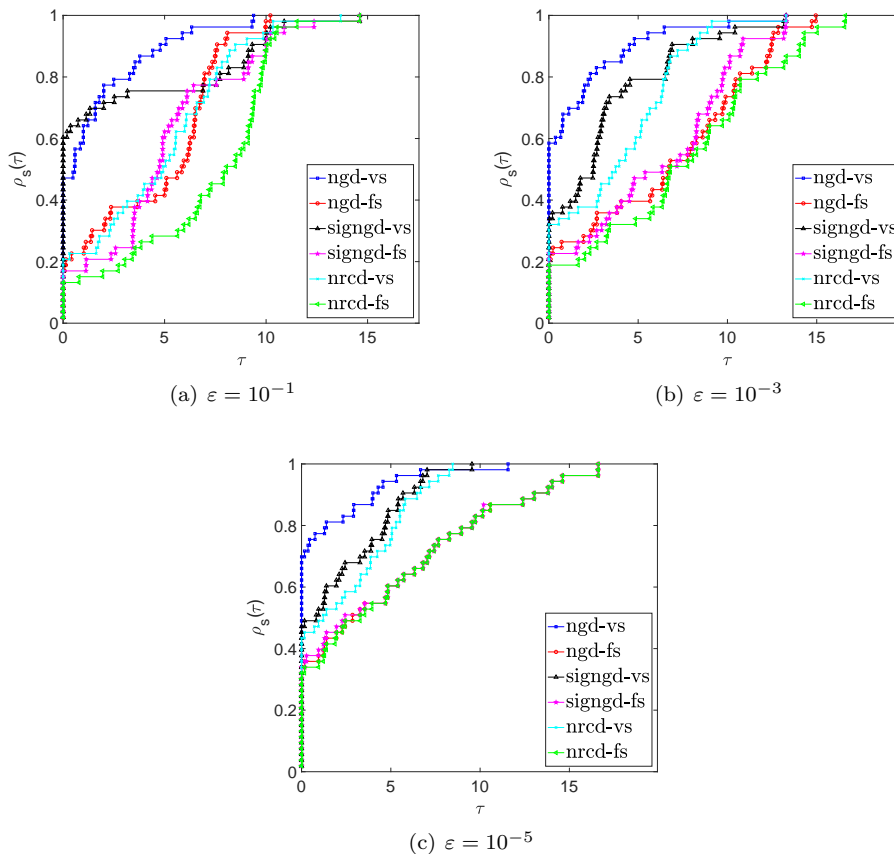 1
0.8
0.6
0.4
0.2
0
ρs(τ)
0 5 10 15
τ
ngd-vs
ngd-fs
signgd-vs
signgd-fs
nrcd-vs
nrcd-fs
(a) ε = 10⁻¹
1
0.8
0.6
0.4
0.2
0
ρs(τ)
0 5 10 15
τ
ngd-vs
ngd-fs
signgd-vs
signgd-fs
nrcd-vs
nrcd-fs
(b) ε = 10⁻³
1
0.8
0.6
0.4
0.2
0
ρs(τ)
0 5 10 15
τ
ngd-vs
ngd-fs
signgd-vs
signgd-fs
nrcd-vs
nrcd-fs
(c) ε = 10⁻⁵